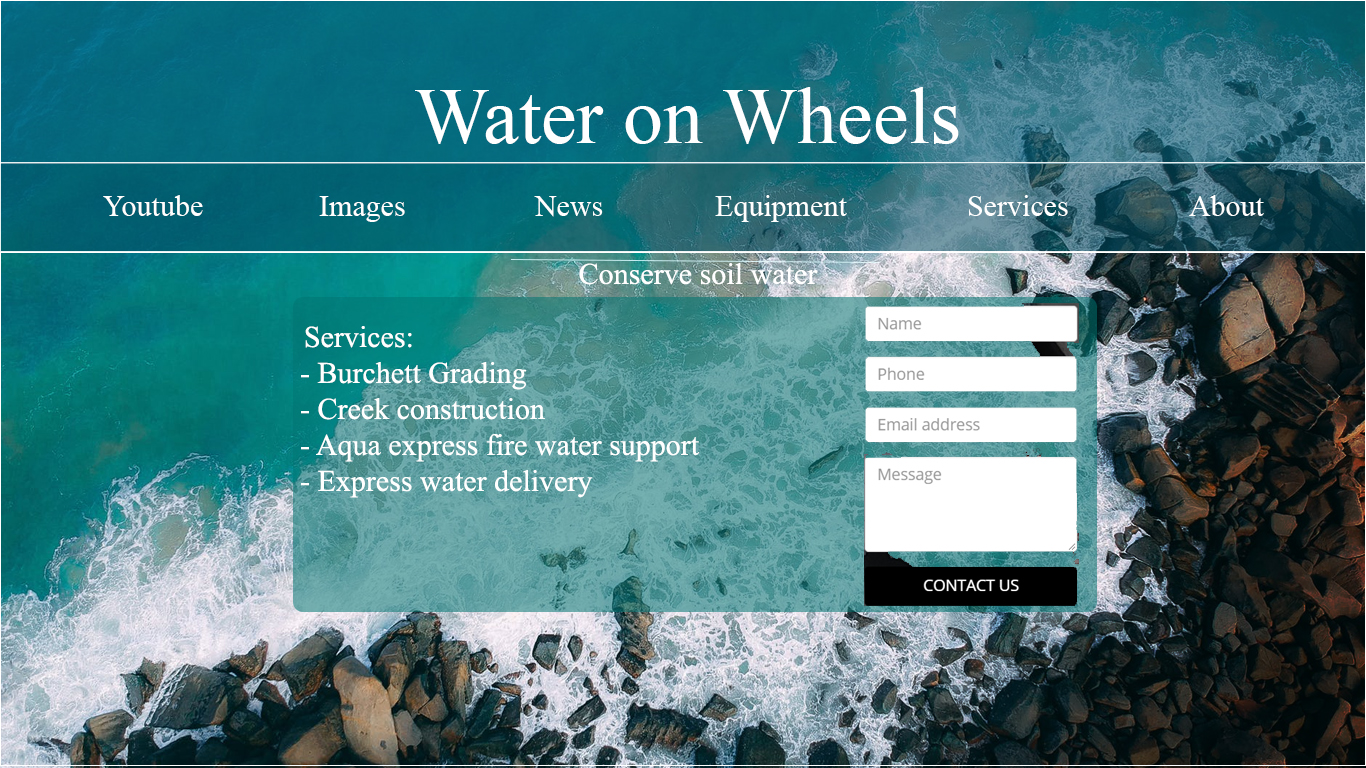 Water on Wheels
Youtube Images News Equipment Services About
Conserve soil water
Services:
- Burchett Grading
- Creek construction
- Aqua express fire water support
- Express water delivery
Name
Phone
Email address
Message
CONTACT US